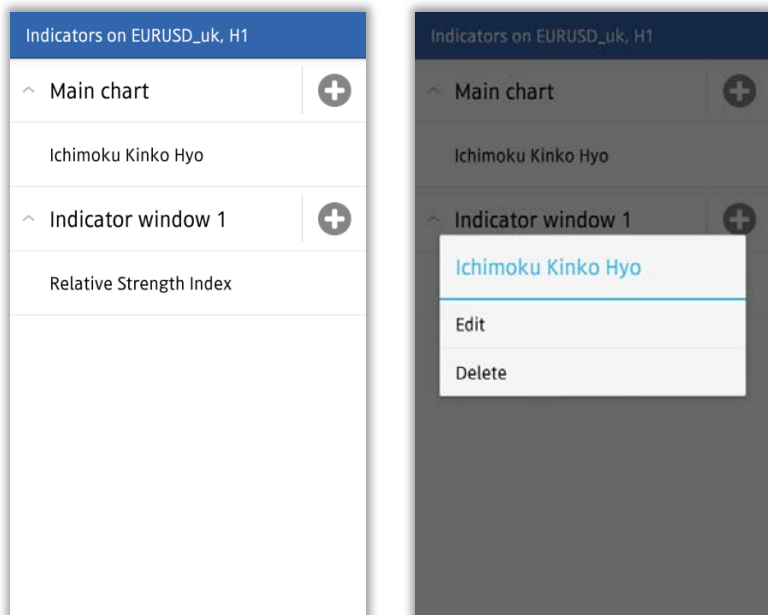 Indicators on EURUSD_uk, H1
Main chart
Ichimoku Kinko Hyo
Indicator window 1
Relative Strength Index
Indicators on EURUSD_uk, H1
Main chart
Ichimoku Kinko Hyo
Indicator window 1
Ichimoku Kinko Hyo
Edit
Delete